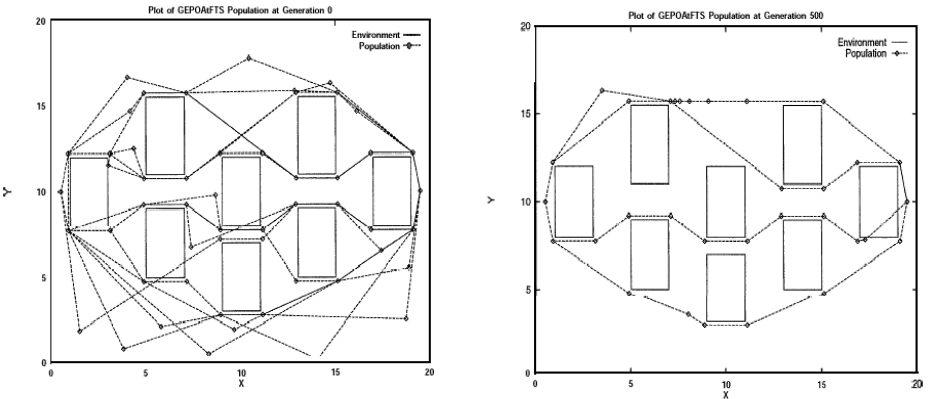 Plot of GEPOAtFTS Population at Generation 0
20
15
10
5
0
Y
Environment
Population
0
5
10
15
20
X
Plot of GEPOAtFTS Population at Generation 500
20
15
10
5
0
Y
Environment
Population
0
5
10
15
20
X